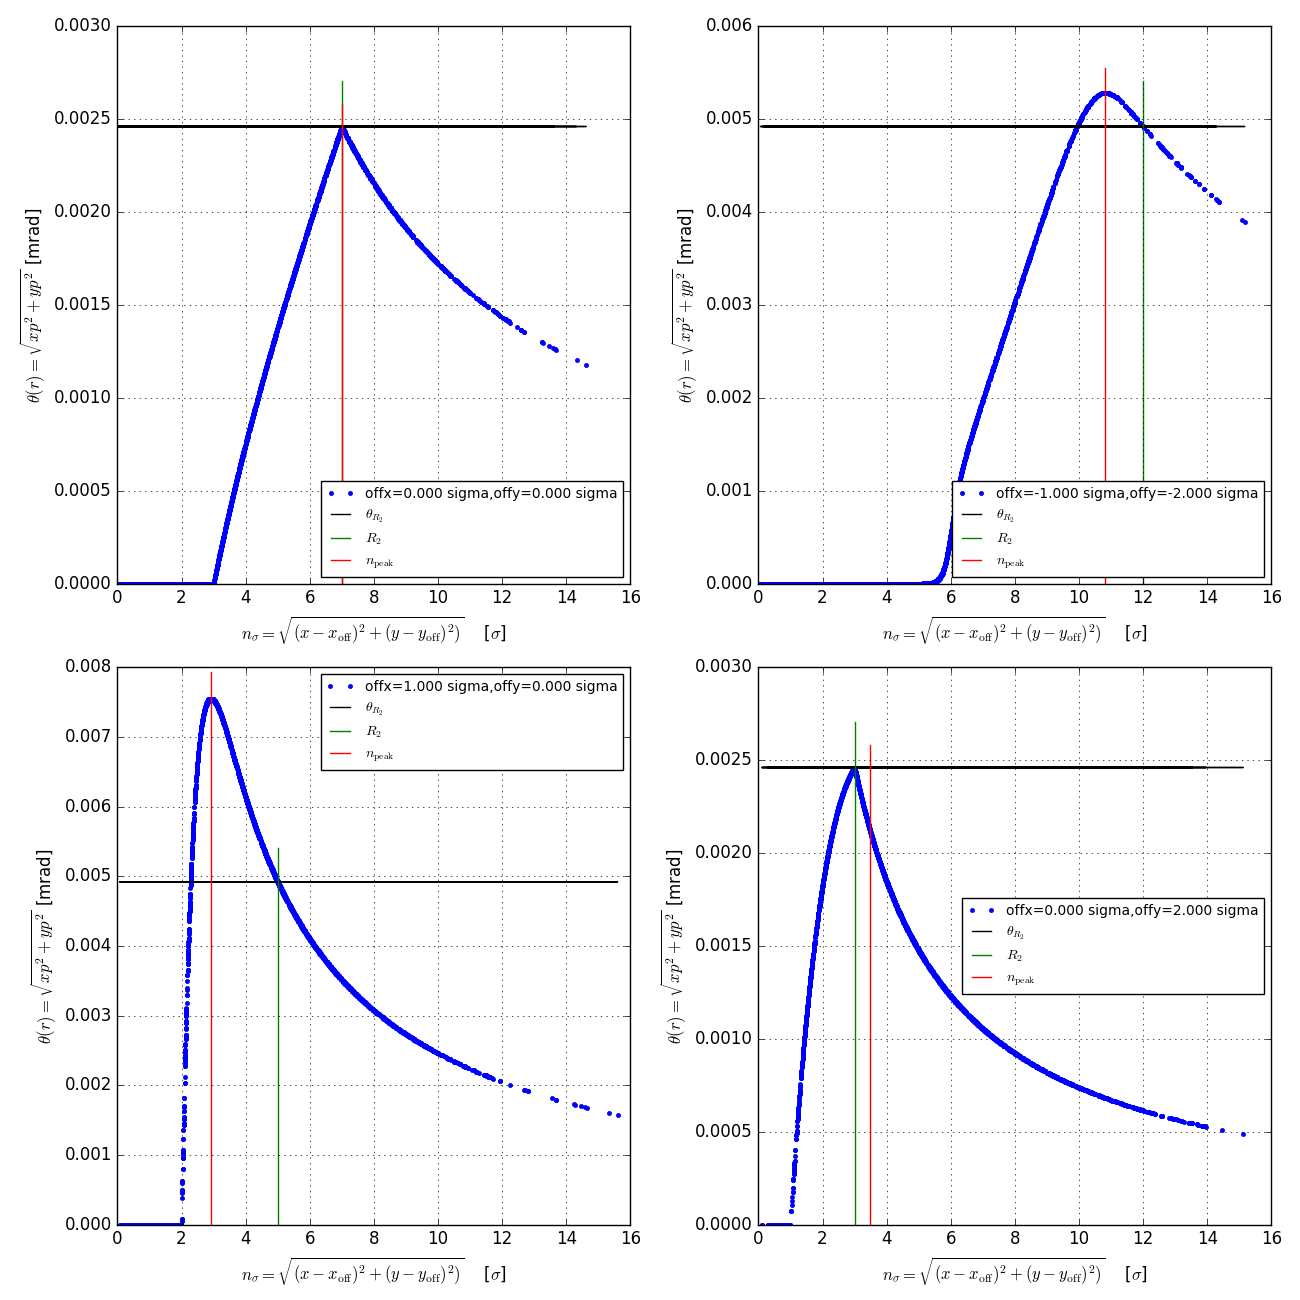 0.0030
0.0025
0.0020
0.0015
0.0010
0.0005
0.0000
θ(r) = √(xp² + yp²) [mrad]
offx=0.000 sigma,offy=0.000 sigma
θ_{R₂}
R₂
n_peak
0 2 4 6 8 10 12 14 16
n_σ = √((x − x_off)² + (y − y_off)²) [σ]
0.006
0.005
0.004
0.003
0.002
0.001
0.000
θ(r) = √(xp² + yp²) [mrad]
offx=-1.000 sigma,offy=-2.000 sigma
θ_{R₂}
R₂
n_peak
0 2 4 6 8 10 12 14 16
n_σ = √((x − x_off)² + (y − y_off)²) [σ]
0.008
0.007
0.006
0.005
0.004
0.003
0.002
0.001
0.000
θ(r) = √(xp² + yp²) [mrad]
offx=1.000 sigma,offy=0.000 sigma
θ_{R₂}
R₂
n_peak
0 2 4 6 8 10 12 14 16
n_σ = √((x − x_off)² + (y − y_off)²) [σ]
0.0030
0.0025
0.0020
0.0015
0.0010
0.0005
0.0000
θ(r) = √(xp² + yp²) [mrad]
offx=0.000 sigma,offy=2.000 sigma
θ_{R₂}
R₂
n_peak
0 2 4 6 8 10 12 14 16
n_σ = √((x − x_off)² + (y − y_off)²) [σ]